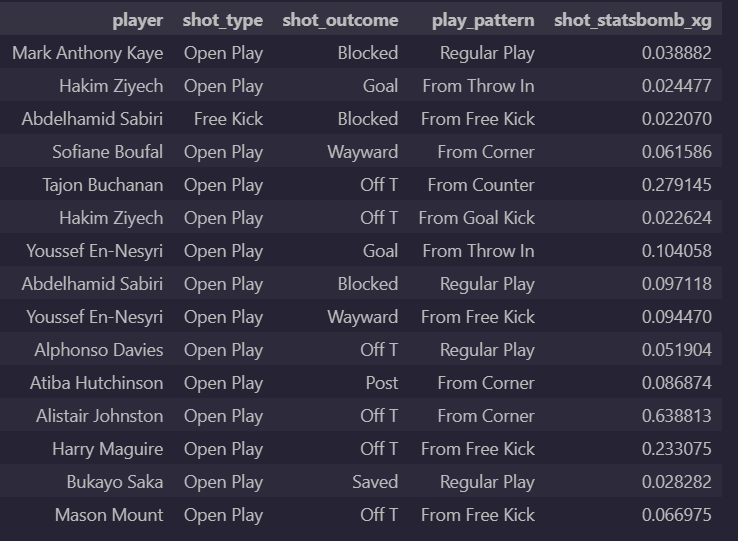 player shot_type shot_outcome play_pattern shot_statsbomb_xg
Mark Anthony Kaye Open Play Blocked Regular Play 0.038882
Hakim Ziyech Open Play Goal From Throw In 0.024477
Abdelhamid Sabiri Free Kick Blocked From Free Kick 0.022070
Sofiane Boufal Open Play Wayward From Corner 0.061586
Tajon Buchanan Open Play Off T From Counter 0.279145
Hakim Ziyech Open Play Off T From Goal Kick 0.022624
Youssef En-Nesyri Open Play Goal From Throw In 0.104058
Abdelhamid Sabiri Open Play Blocked Regular Play 0.097118
Youssef En-Nesyri Open Play Wayward From Free Kick 0.094470
Alphonso Davies Open Play Off T Regular Play 0.051904
Atiba Hutchinson Open Play Post From Corner 0.086874
Alistair Johnston Open Play Off T From Corner 0.638813
Harry Maguire Open Play Off T From Free Kick 0.233075
Bukayo Saka Open Play Saved Regular Play 0.028282
Mason Mount Open Play Off T From Free Kick 0.066975